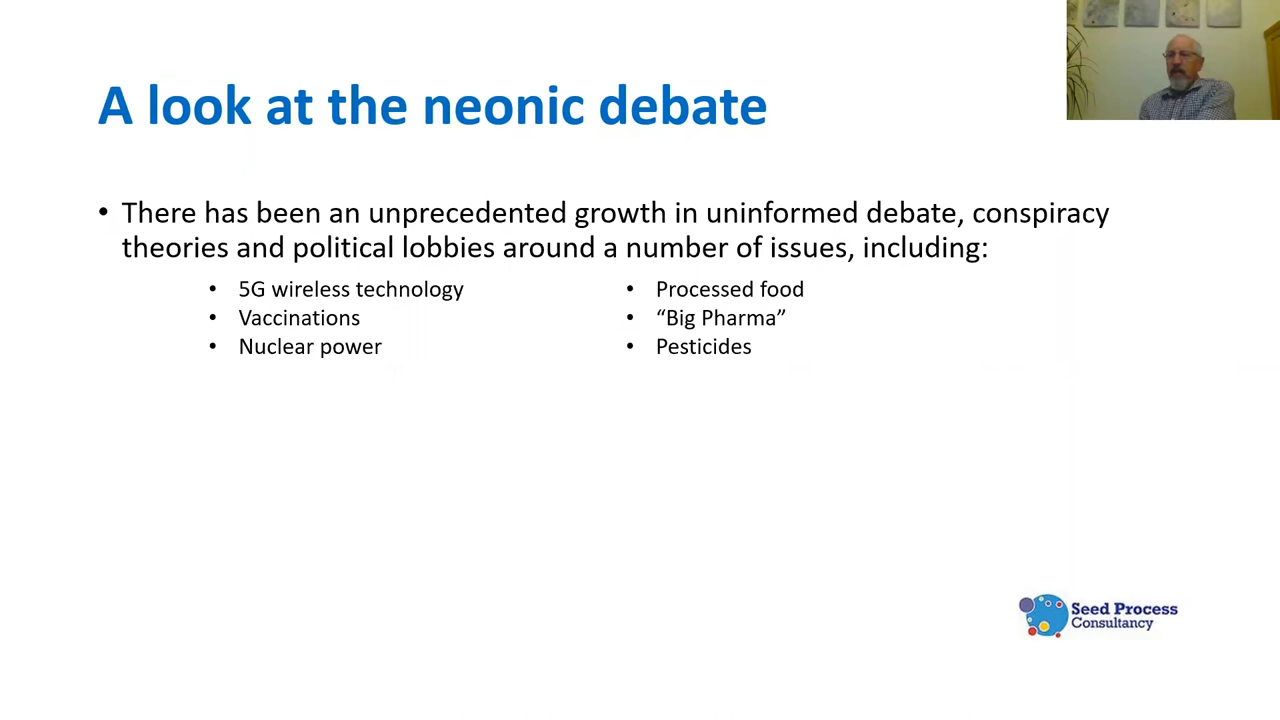 A look at the neonic debate
• There has been an unprecedented growth in uninformed debate, conspiracy
theories and political lobbies around a number of issues, including:
• 5G wireless technology
• Vaccinations
• Nuclear power
• Processed food
• “Big Pharma”
• Pesticides
Seed Process
Consultancy